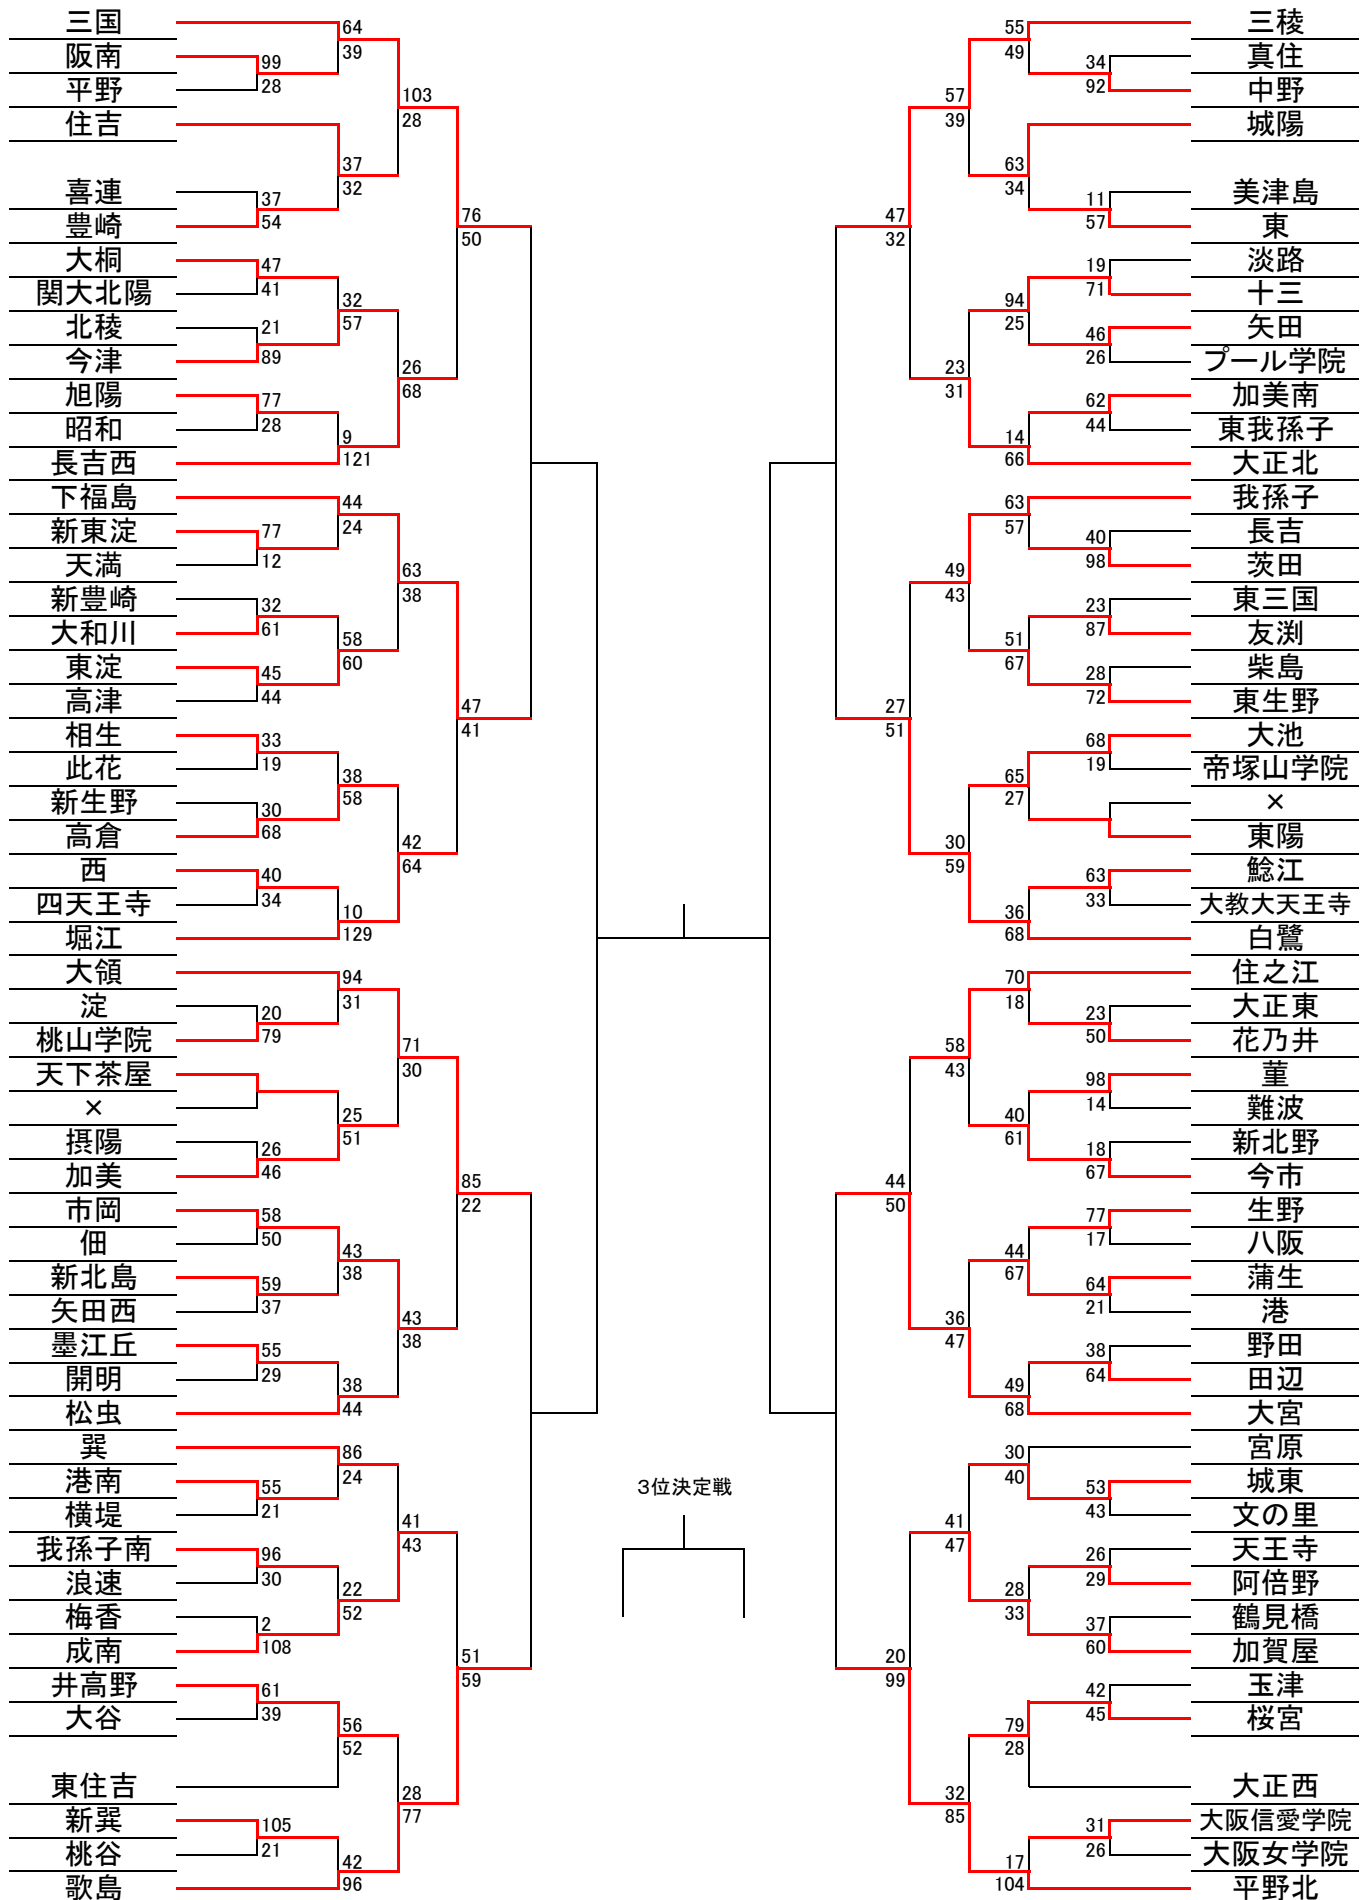 三国
阪南
平野
住吉
喜連
豊崎
大桐
関大北陽
北稜
今津
旭陽
昭和
長吉西
下福島
新東淀
天満
新豊崎
大和川
東淀
高津
相生
此花
新生野
高倉
西
四天王寺
堀江
大領
淀
桃山学院
天下茶屋
×
摂陽
加美
市岡
佃
新北島
矢田西
墨江丘
開明
松虫
巽
港南
横堤
我孫子南
浪速
梅香
成南
井高野
大谷
東住吉
新巽
桃谷
歌島
99
28
37
54
47
41
21
89
77
28
77
12
32
61
45
44
33
19
30
68
40
34
20
79
26
46
58
50
59
37
55
29
55
21
96
30
2
108
61
39
105
21
64
39
37
32
32
57
9
121
44
24
58
60
38
58
10
129
94
31
25
51
43
38
38
44
86
24
22
52
56
52
42
96
103
28
26
68
63
38
42
64
71
30
43
38
41
43
28
77
76
50
47
41
85
22
51
59
3位決定戦
47
32
27
51
44
50
20
99
57
39
23
31
49
43
30
59
58
43
36
47
41
47
32
85
55
49
63
34
94
25
14
66
63
57
51
67
65
27
36
68
70
18
40
61
44
67
49
68
30
40
28
33
79
28
17
104
34
92
11
57
19
71
46
26
62
44
40
98
23
87
28
72
68
19
63
33
23
50
98
14
18
67
77
17
64
21
38
64
53
43
26
29
37
60
42
45
31
26
三稜
真住
中野
城陽
美津島
東
淡路
十三
矢田
プール学院
加美南
東我孫子
大正北
我孫子
長吉
茨田
東三国
友渕
柴島
東生野
大池
帝塚山学院
×
東陽
鯰江
大教大天王寺
白鷺
住之江
大正東
花乃井
菫
難波
新北野
今市
生野
八阪
蒲生
港
野田
田辺
大宮
宮原
城東
文の里
天王寺
阿倍野
鶴見橋
加賀屋
玉津
桜宮
大正西
大阪信愛学院
大阪女学院
平野北